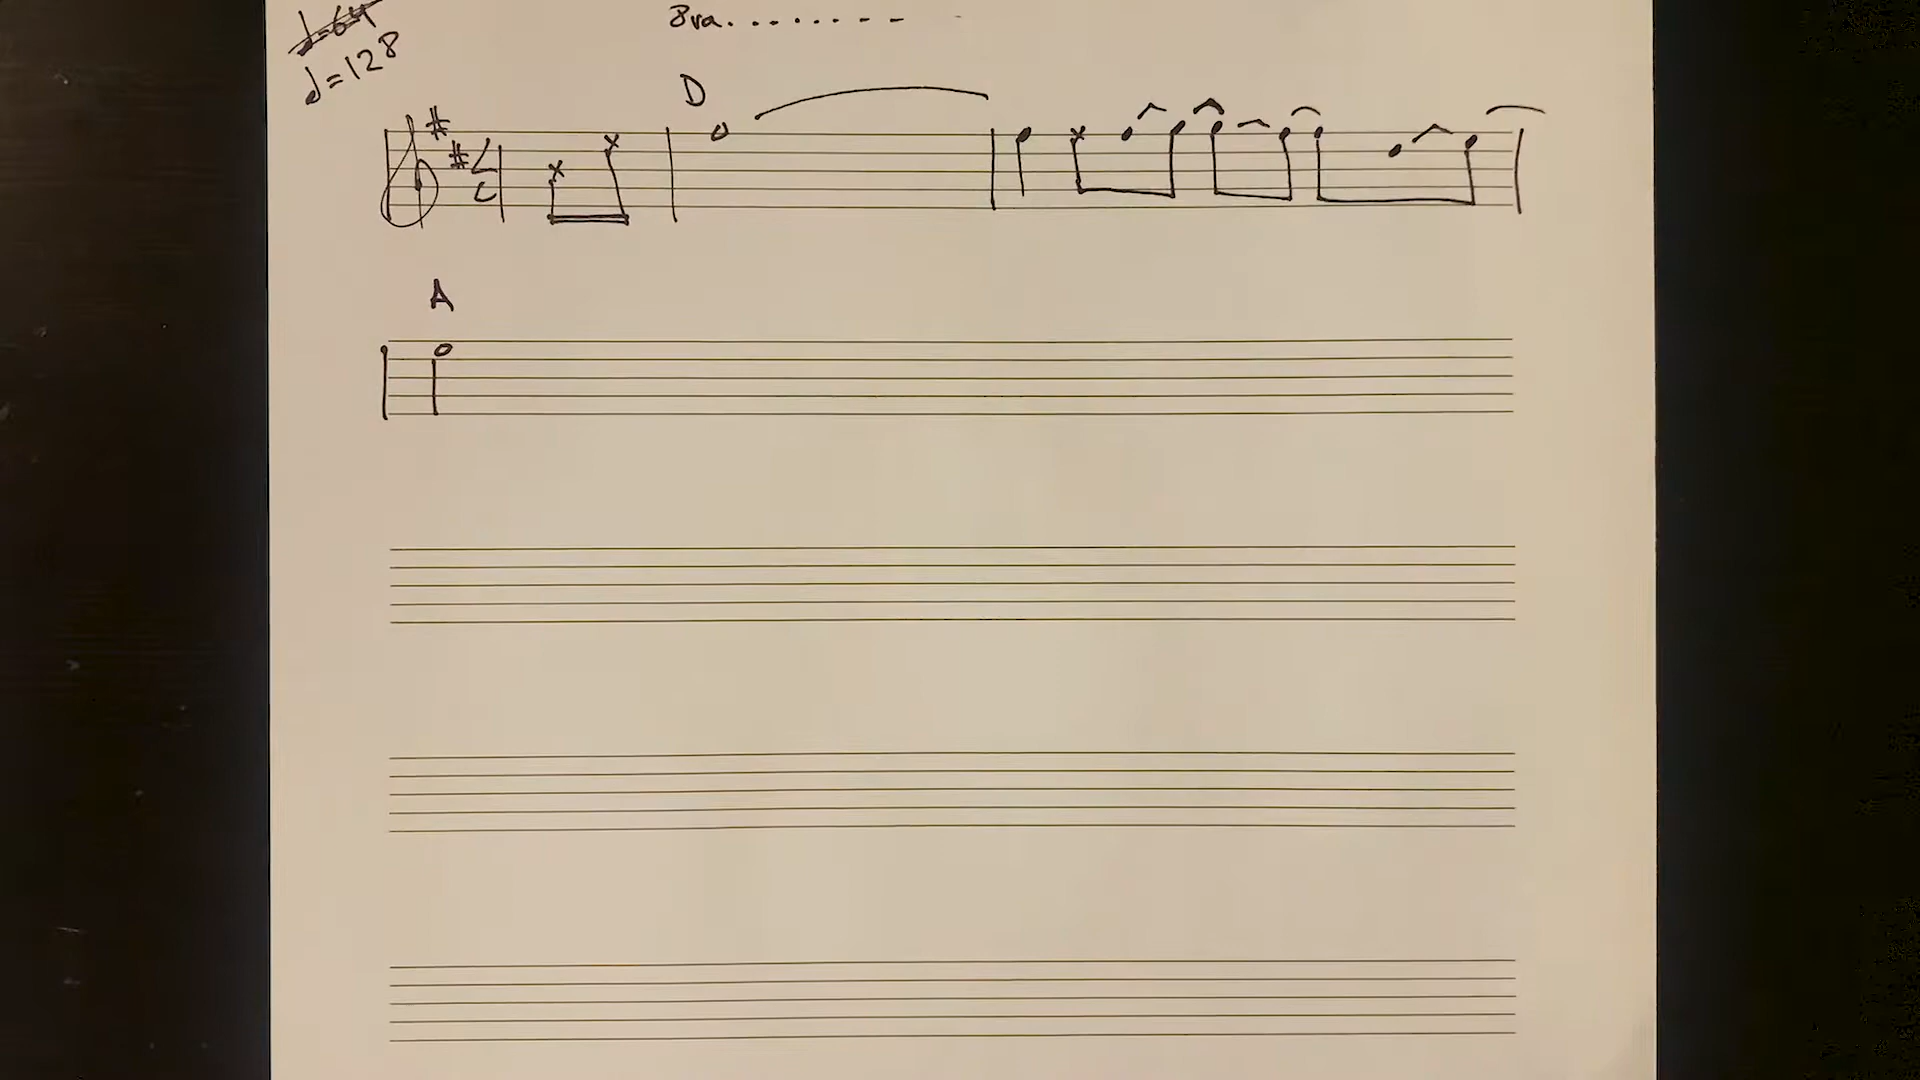 ♩=64
8va........--
♩=128
D
A